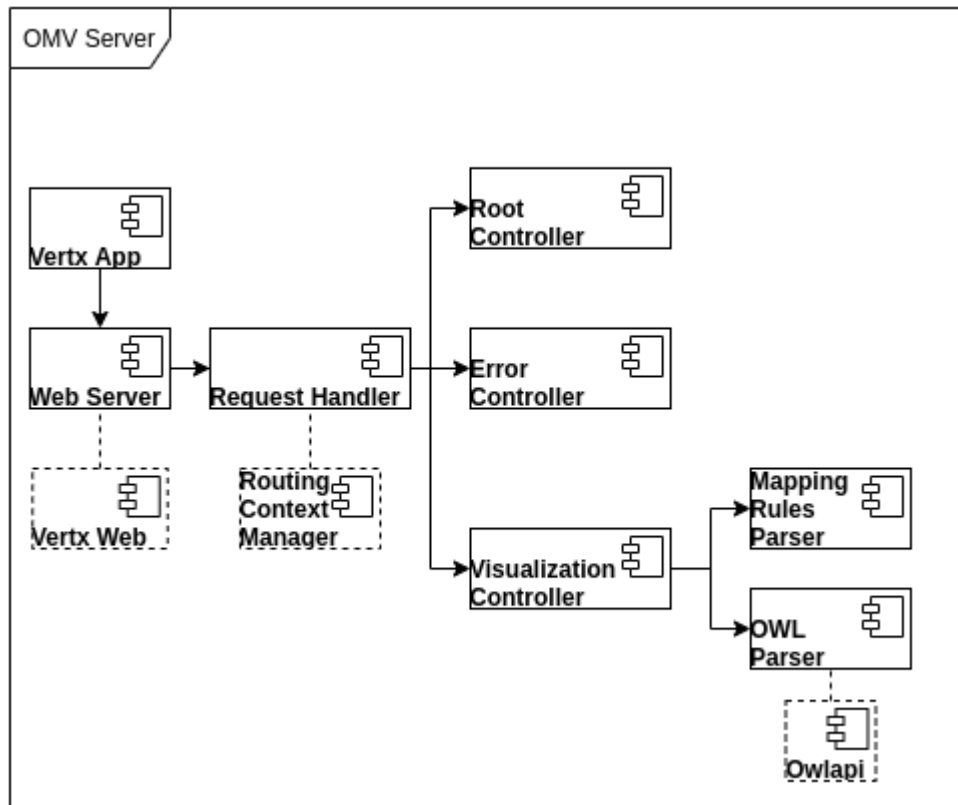 OMV Server
Vertx App
Root
Controller
Web Server
Request Handler
Error
Controller
Vertx Web
Routing
Context
Manager
Visualization
Controller
Mapping
Rules
Parser
OWL
Parser
Owlapi